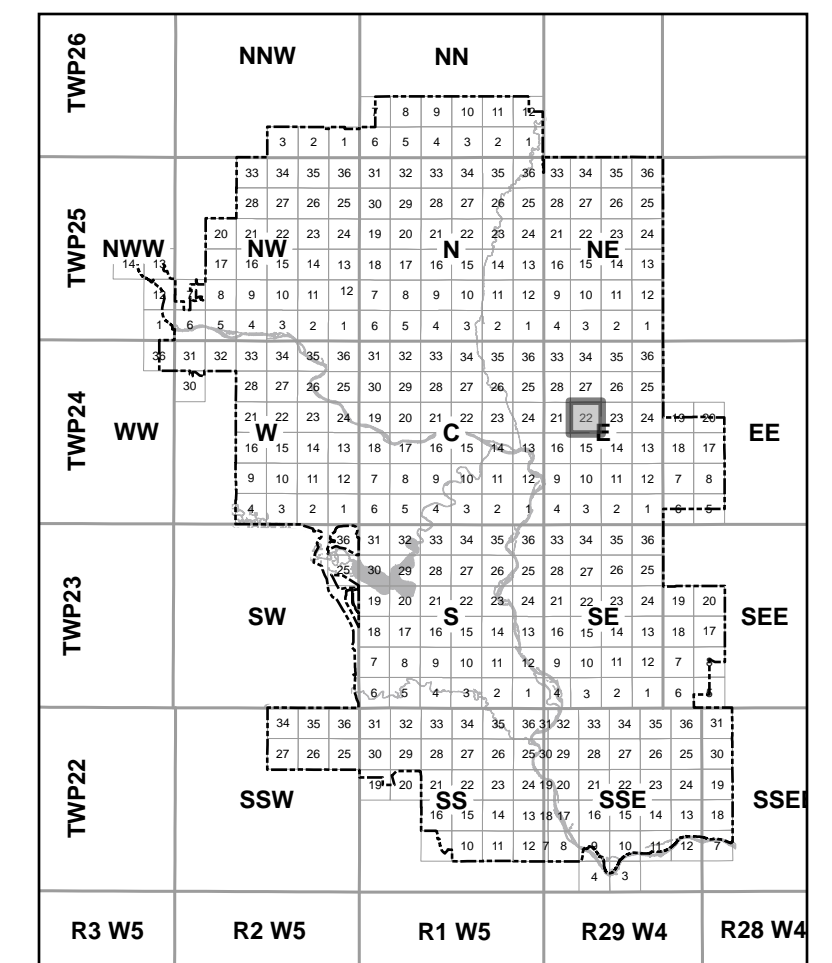 NNW NN
TWP26
7 8 9 10 11 12
3 2 1 6 5 4 3 2 1
33 34 35 36 31 32 33 34 35 36 33 34 35 36
28 27 26 25 30 29 28 27 26 25 28 27 26 25
TWP25
20 21 22 23 24 19 20 21 22 23 24 21 22 23 24
NWW NW N NE
14 13 17 16 15 14 13 18 17 16 15 14 13 16 15 14 13
12 7 8 9 10 11 12 7 8 9 10 11 12 9 10 11 12
1 6 5 4 3 2 1 6 5 4 3 2 1 4 3 2 1
36 31 32 33 34 35 36 31 32 33 34 35 36 33 34 35 36
30 28 27 26 25 30 29 28 27 26 25 28 27 26 25
TWP24
21 22 23 24 19 20 21 22 23 24 21 22 23 24 19 20
WW W C E EE
16 15 14 13 18 17 16 15 14 13 16 15 14 13 18 17
9 10 11 12 7 8 9 10 11 12 9 10 11 12 7 8
4 3 2 1 6 5 4 3 2 1 4 3 2 1 6 5
36 31 32 33 34 35 36 33 34 35 36
25 30 29 28 27 26 25 28 27 26 25
TWP23
19 20 21 22 23 24 21 22 23 24 19 20
SW S SE SEE
18 17 16 15 14 13 16 15 14 13 18 17
7 8 9 10 11 12 9 10 11 12 7 8
6 5 4 3 2 1 4 3 2 1 6
34 35 36 31 32 33 34 35 36 31 32 33 34 35 36 31
27 26 25 30 29 28 27 26 25 30 29 28 27 26 25 30
TWP22
19 20 21 22 23 24 19 20 21 22 23 24 19
SSW SS SSE
16 15 14 13 18 17 16 15 14 13 18
10 11 12 7 8 9 10 11 12 7
4 3
R3 W5 R2 W5 R1 W5 R29 W4 R28 W4